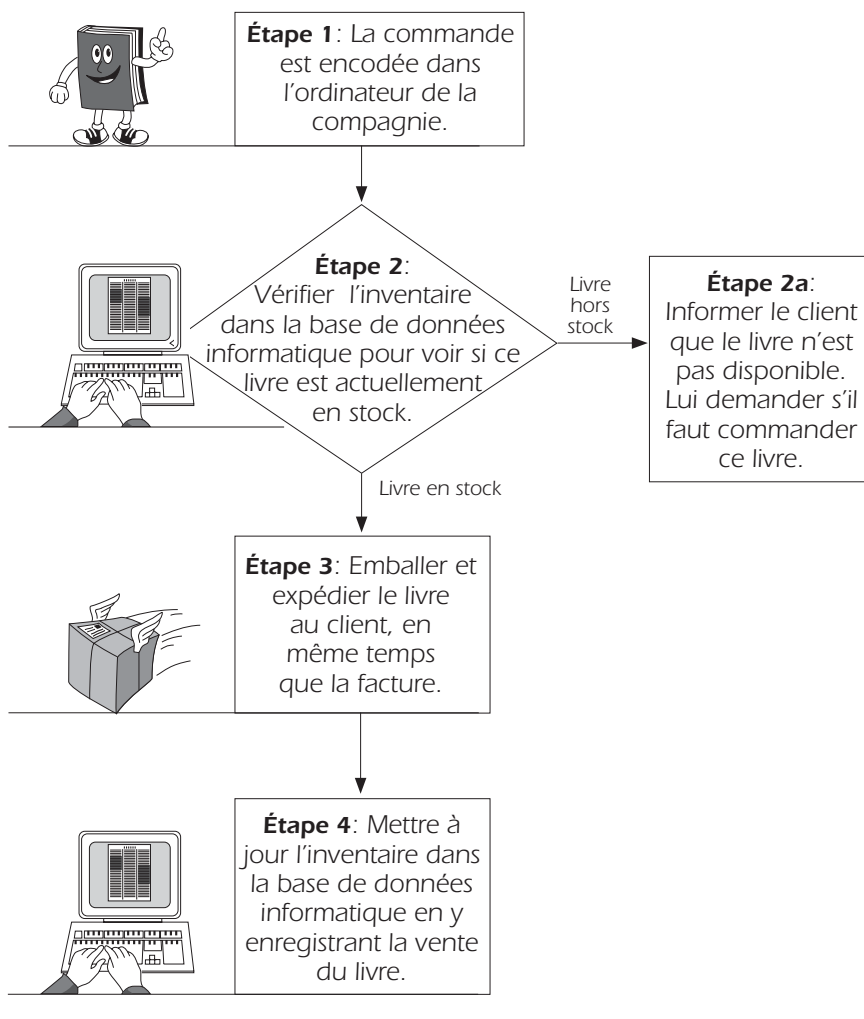 Étape 1: La commande
est encodée dans
l'ordinateur de la
compagnie.
Étape 2:
Vérifier l'inventaire
dans la base de données
informatique pour voir si ce
livre est actuellement
en stock.
Livre
hors
stock
Étape 2a:
Informer le client
que le livre n'est
pas disponible.
Lui demander s'il
faut commander
ce livre.
Livre en stock
Étape 3: Emballer et
expédier le livre
au client, en
même temps
que la facture.
Étape 4: Mettre à
jour l'inventaire dans
la base de données
informatique en y
enregistrant la vente
du livre.